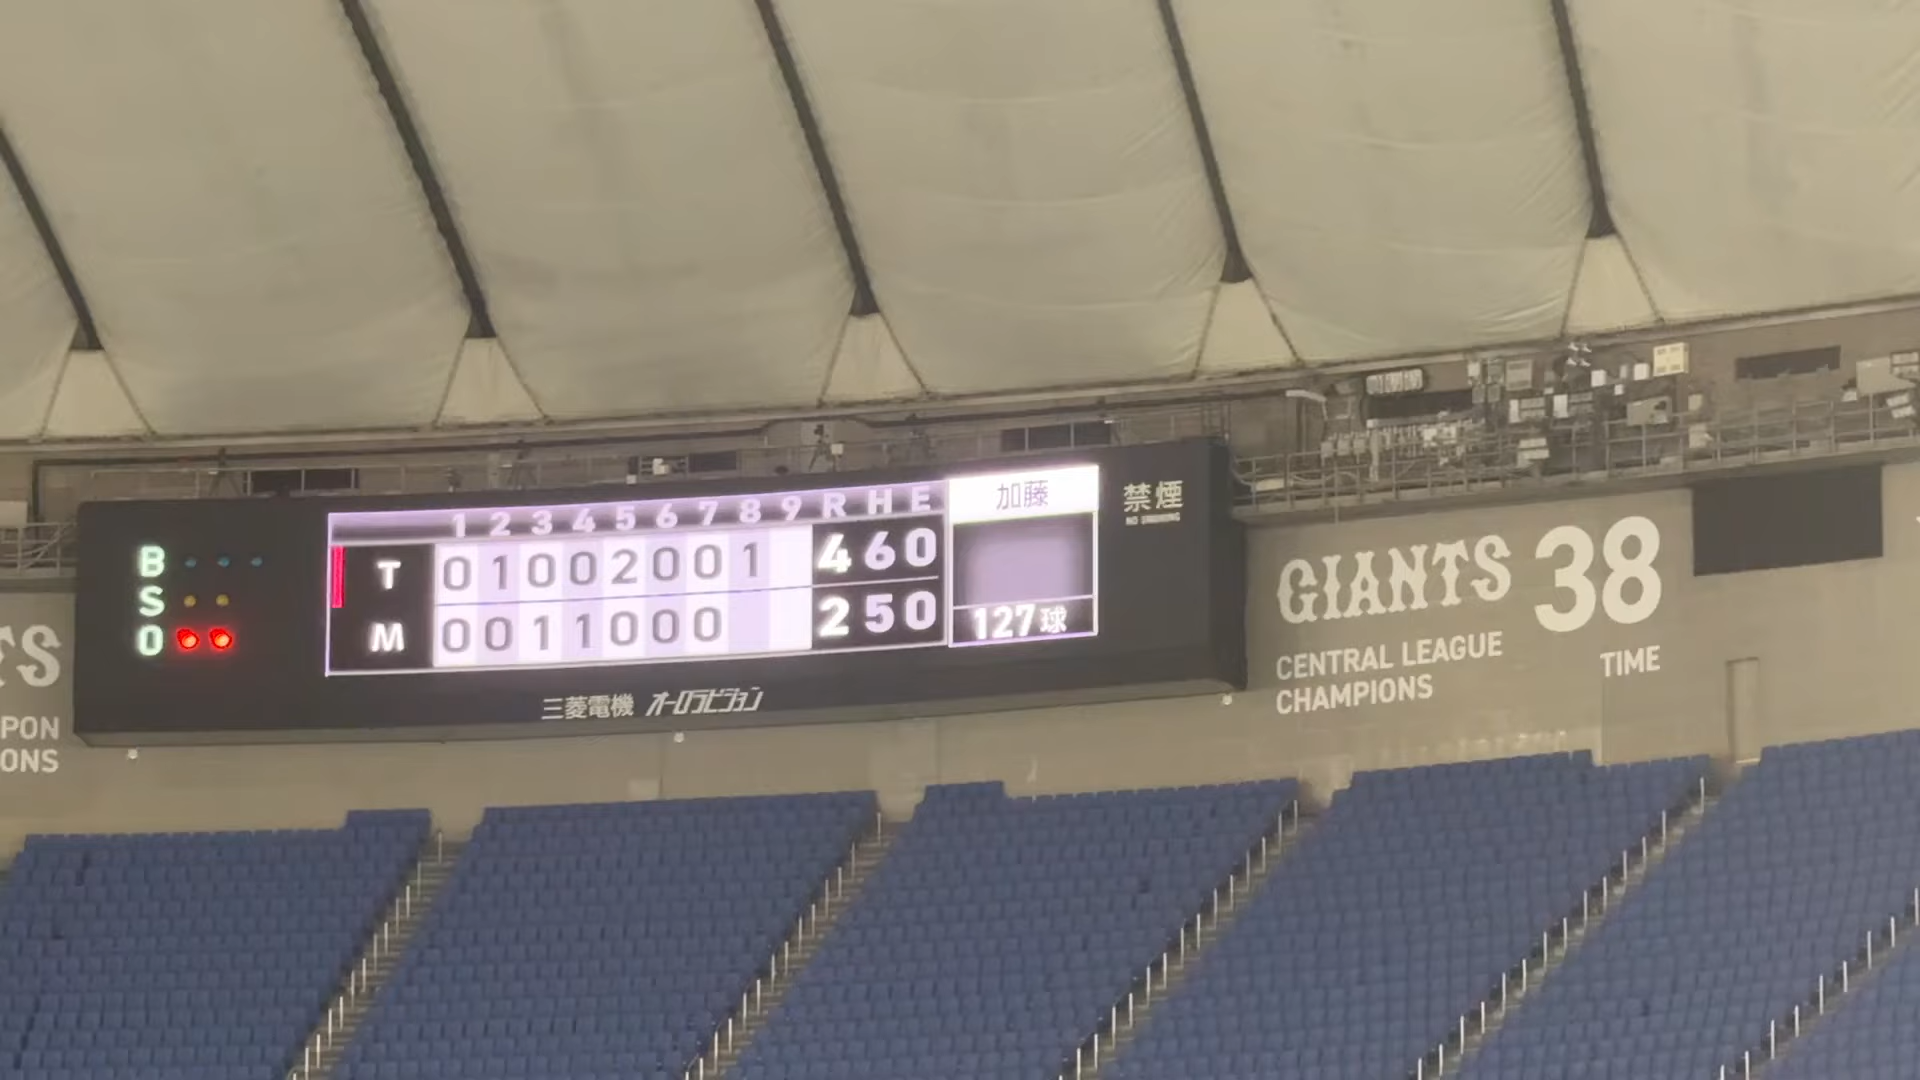 1 2 3 4 5 6 7 8 9 R H E
T 0 1 0 0 2 0 0 1 4 6 0
M 0 0 1 1 0 0 0 2 5 0
B
S
O
加藤
127球
禁煙
NO SMOKING
三菱電機 オーロラビジョン
GIANTS 38
CENTRAL LEAGUE
CHAMPIONS
TIME
TS
PON
ONS